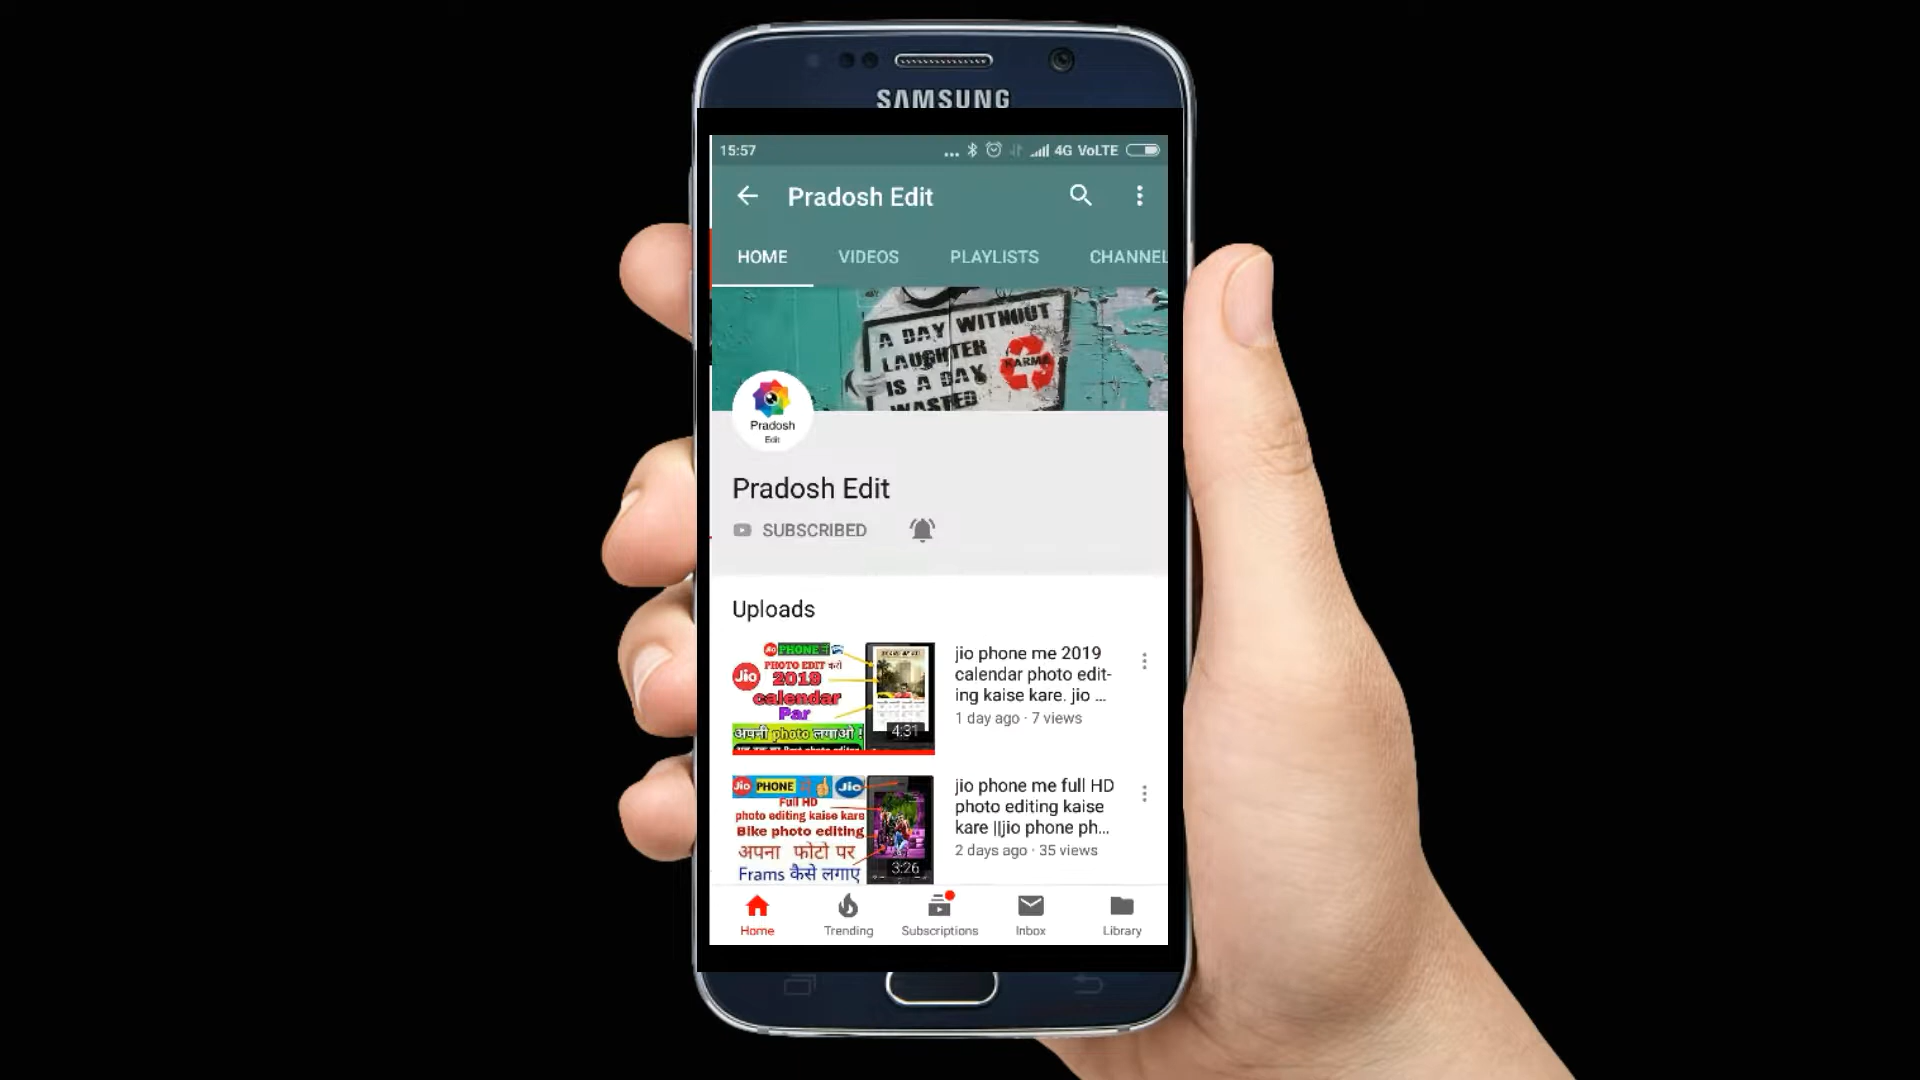 SAMSUNG
15:57
... 4G VoLTE
Pradosh Edit
HOME VIDEOS PLAYLISTS CHANNEL
A DAY WITHOUT
LAUGHTER
IS A DAY
WASTED
KARMA
Pradosh
Edit
Pradosh Edit
SUBSCRIBED
Uploads
Jio PHONE में
PHOTO EDIT करो
Jio
2019
calendar
Par
अपनी photo लगाओ !
4:31
jio phone me 2019
calendar photo edit-
ing kaise kare. jio ...
1 day ago · 7 views
Jio PHONE में Jio
Full HD
photo editing kaise kare
Bike photo editing
अपना फोटो पर
Frams कैसे लगाए
3:26
jio phone me full HD
photo editing kaise
kare ||jio phone ph...
2 days ago · 35 views
Home Trending Subscriptions Inbox Library